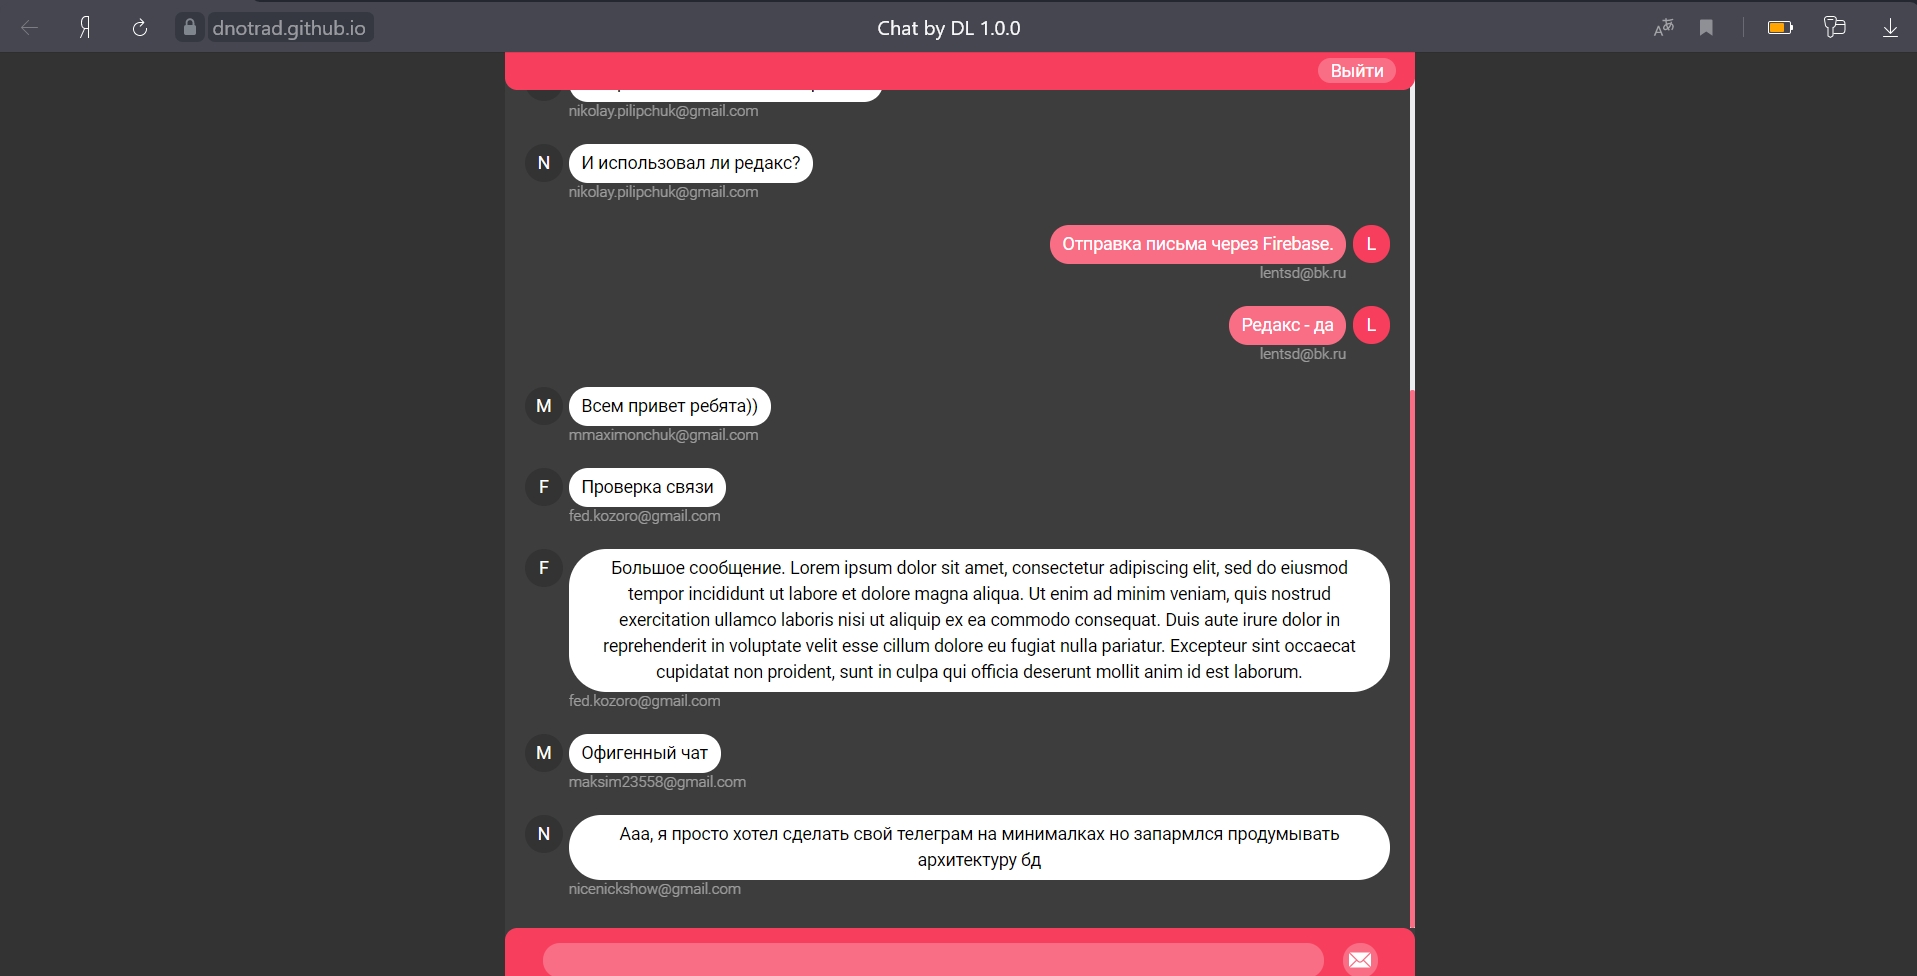 Я
dnotrad.github.io
Chat by DL 1.0.0
Выйти
nikolay.pilipchuk@gmail.com
N
И использовал ли редакс?
nikolay.pilipchuk@gmail.com
Отправка письма через Firebase.
L
lentsd@bk.ru
Редакс - да
L
lentsd@bk.ru
M
Всем привет ребята))
mmaximonchuk@gmail.com
F
Проверка связи
fed.kozoro@gmail.com
F
Большое сообщение. Lorem ipsum dolor sit amet, consectetur adipiscing elit, sed do eiusmod
tempor incididunt ut labore et dolore magna aliqua. Ut enim ad minim veniam, quis nostrud
exercitation ullamco laboris nisi ut aliquip ex ea commodo consequat. Duis aute irure dolor in
reprehenderit in voluptate velit esse cillum dolore eu fugiat nulla pariatur. Excepteur sint occaecat
cupidatat non proident, sunt in culpa qui officia deserunt mollit anim id est laborum.
fed.kozoro@gmail.com
M
Офигенный чат
maksim23558@gmail.com
N
Ааа, я просто хотел сделать свой телеграм на минималках но запармлся продумывать
архитектуру бд
nicenickshow@gmail.com